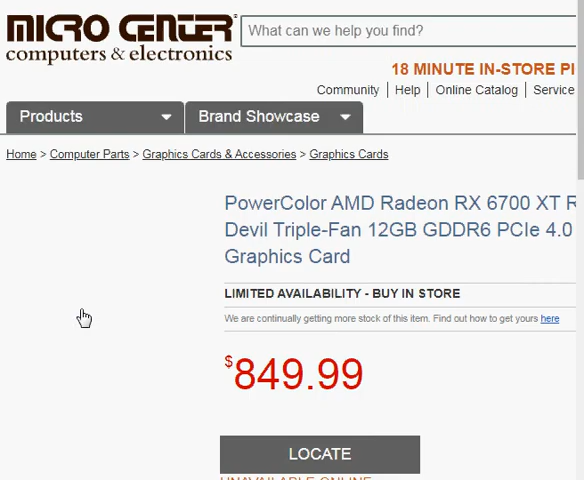 MICRO CENTER
computers & electronics
What can we help you find?
18 MINUTE IN-STORE PI
Community | Help | Online Catalog | Service
Products
Brand Showcase
Home > Computer Parts > Graphics Cards & Accessories > Graphics Cards
PowerColor AMD Radeon RX 6700 XT R
Devil Triple-Fan 12GB GDDR6 PCIe 4.0
Graphics Card
LIMITED AVAILABILITY - BUY IN STORE
We are continually getting more stock of this item. Find out how to get yours here
$849.99
LOCATE
UNAVAILABLE ONLINE